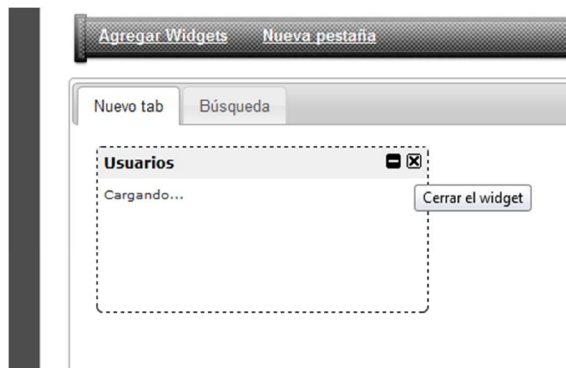 Agregar Widgets Nueva pestaña
Nuevo tab Búsqueda
Usuarios
Cargando...
Cerrar el widget